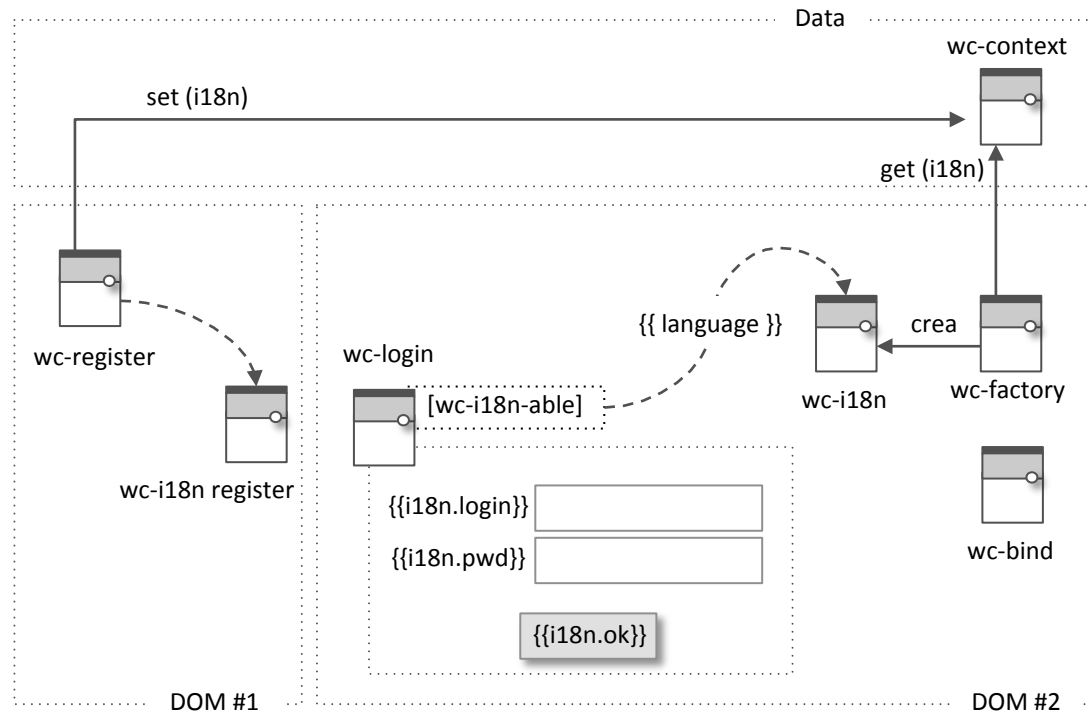 Data
wc-context
set (i18n)
get (i18n)
{{ language }}
crea
wc-register
wc-login
wc-i18n
wc-factory
[wc-i18n-able]
wc-i18n register
{{i18n.login}}
{{i18n.pwd}}
wc-bind
{{i18n.ok}}
DOM #1
DOM #2